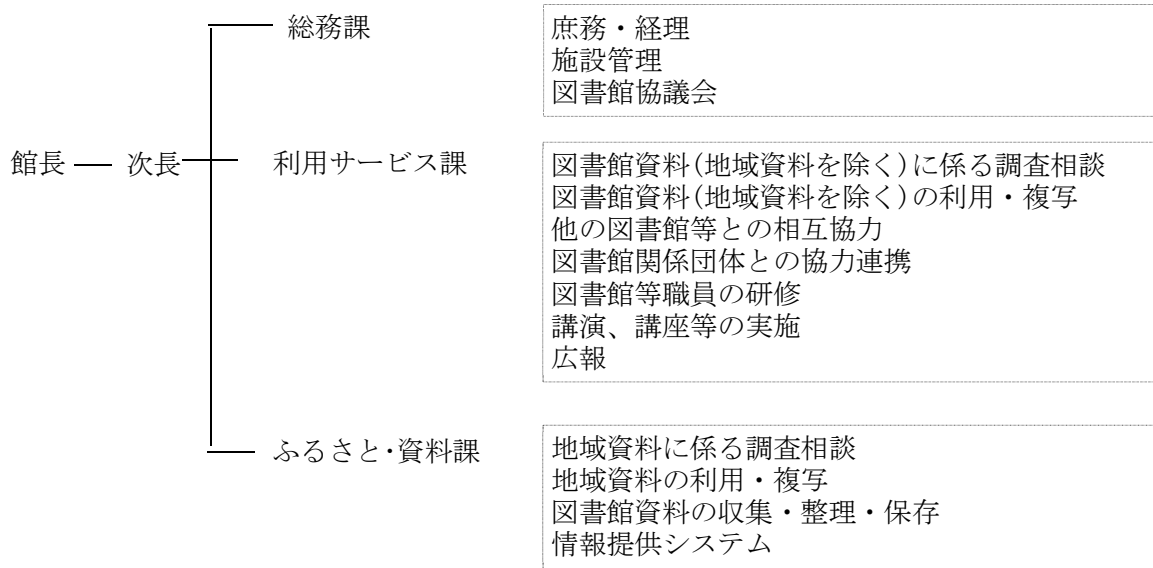 総務課
庶務・経理
施設管理
図書館協議会
館長
次長
利用サービス課
図書館資料(地域資料を除く)に係る調査相談
図書館資料(地域資料を除く)の利用・複写
他の図書館等との相互協力
図書館関係団体との協力連携
図書館等職員の研修
講演、講座等の実施
広報
ふるさと・資料課
地域資料に係る調査相談
地域資料の利用・複写
図書館資料の収集・整理・保存
情報提供システム